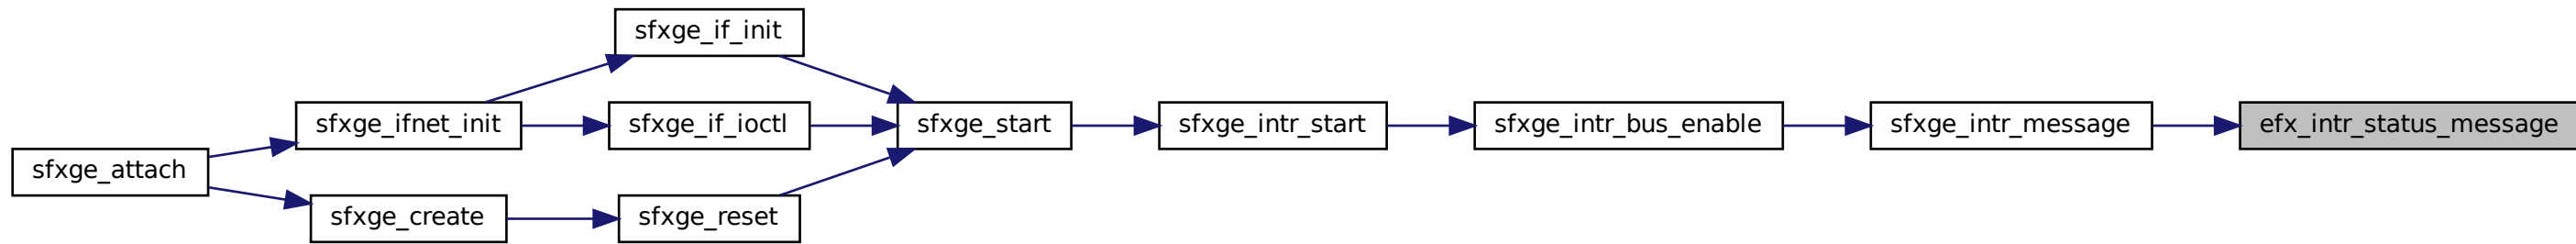 sfxge_if_init
sfxge_ifnet_init
sfxge_if_ioctl
sfxge_start
sfxge_intr_start
sfxge_intr_bus_enable
sfxge_intr_message
efx_intr_status_message
sfxge_attach
sfxge_create
sfxge_reset